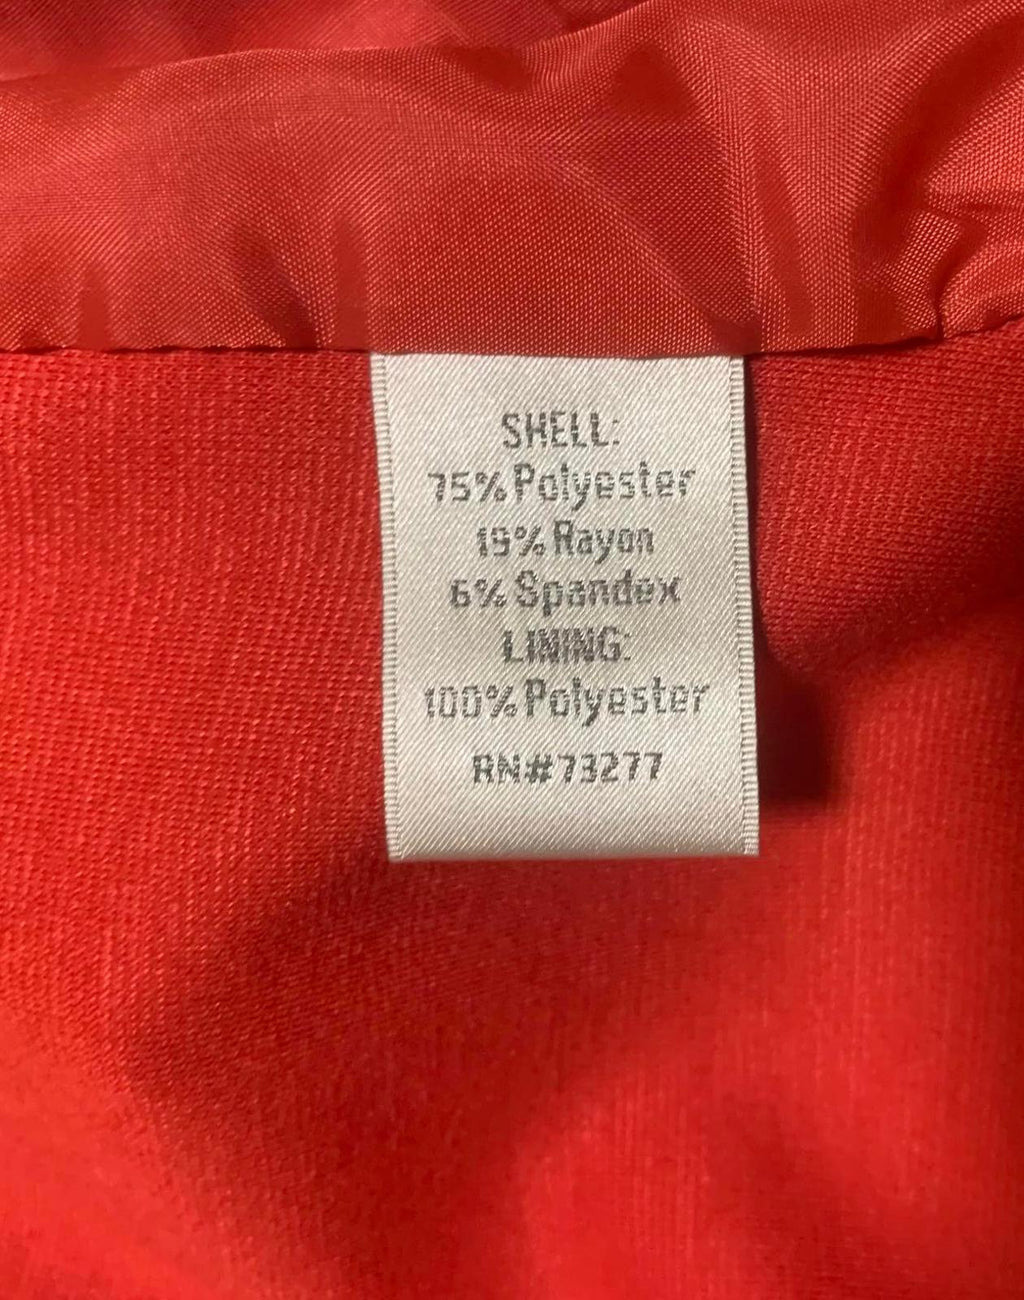 SHELL:
75% Polyester
19% Rayon
6% Spandex
LINING:
100% Polyester
RN#73277